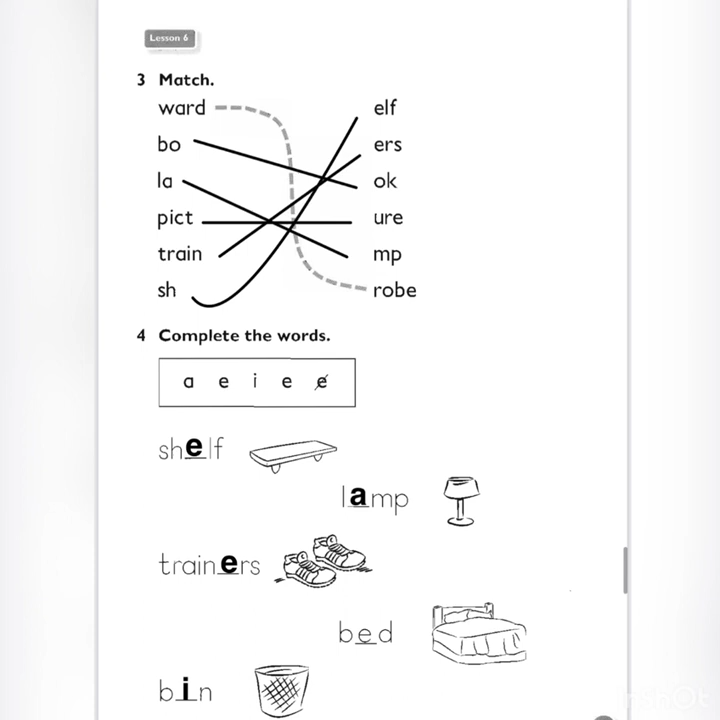 Lesson 6
3 Match.
ward elf
bo ers
la ok
pict ure
train mp
sh robe
4 Complete the words.
a e i e e
shelf
lamp
trainers
bed
bin